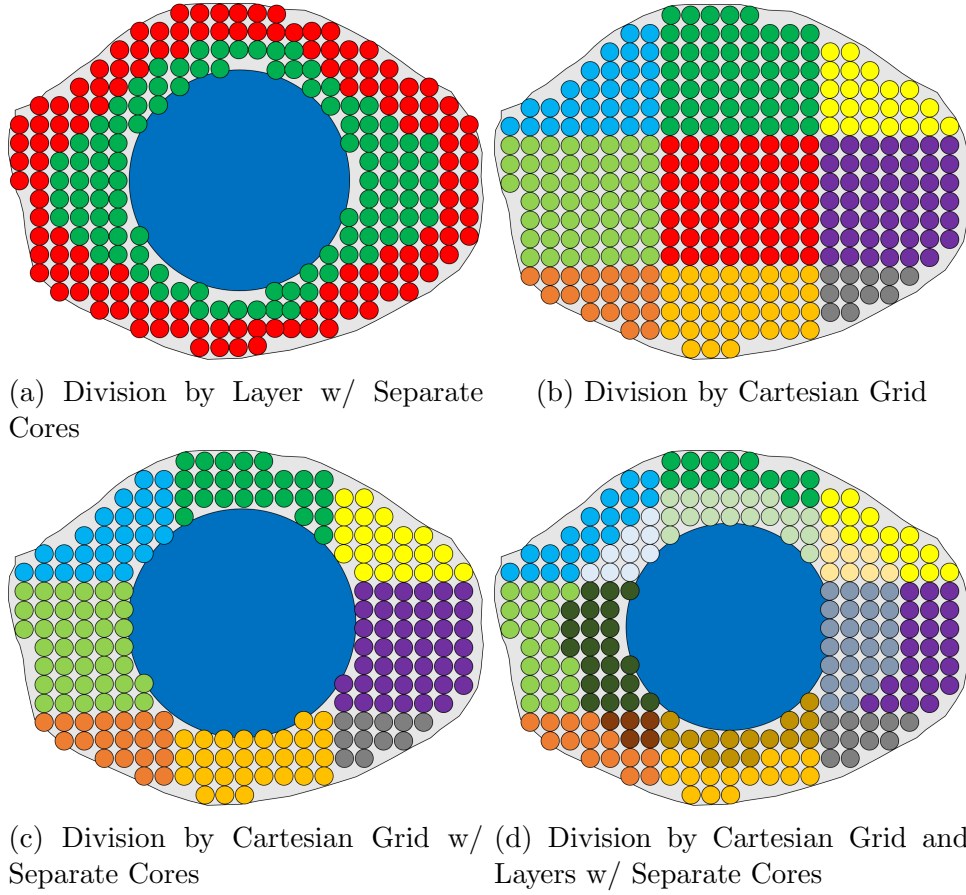 (a) Division by Layer w/ Separate
Cores
(b) Division by Cartesian Grid
(c) Division by Cartesian Grid w/
Separate Cores
(d) Division by Cartesian Grid and
Layers w/ Separate Cores